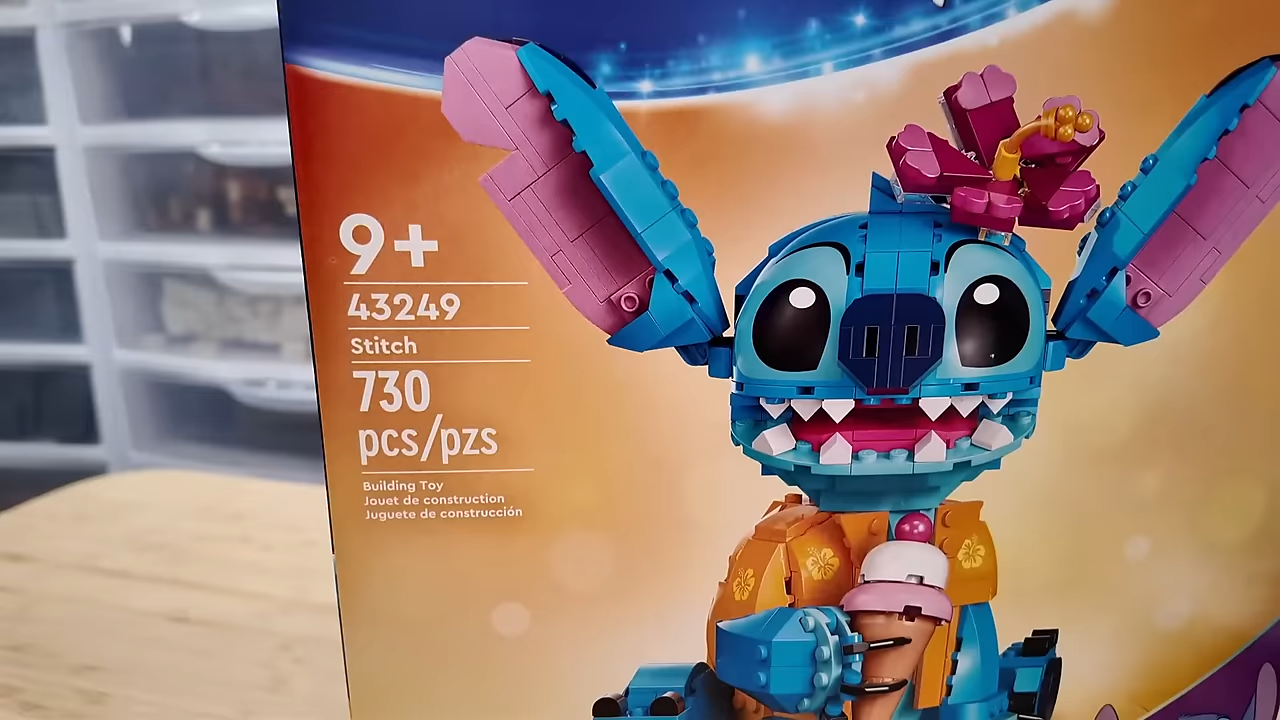 9+
43249
Stitch
730
pcs/pzs
Building Toy
Jouet de construction
Juguete de construcción